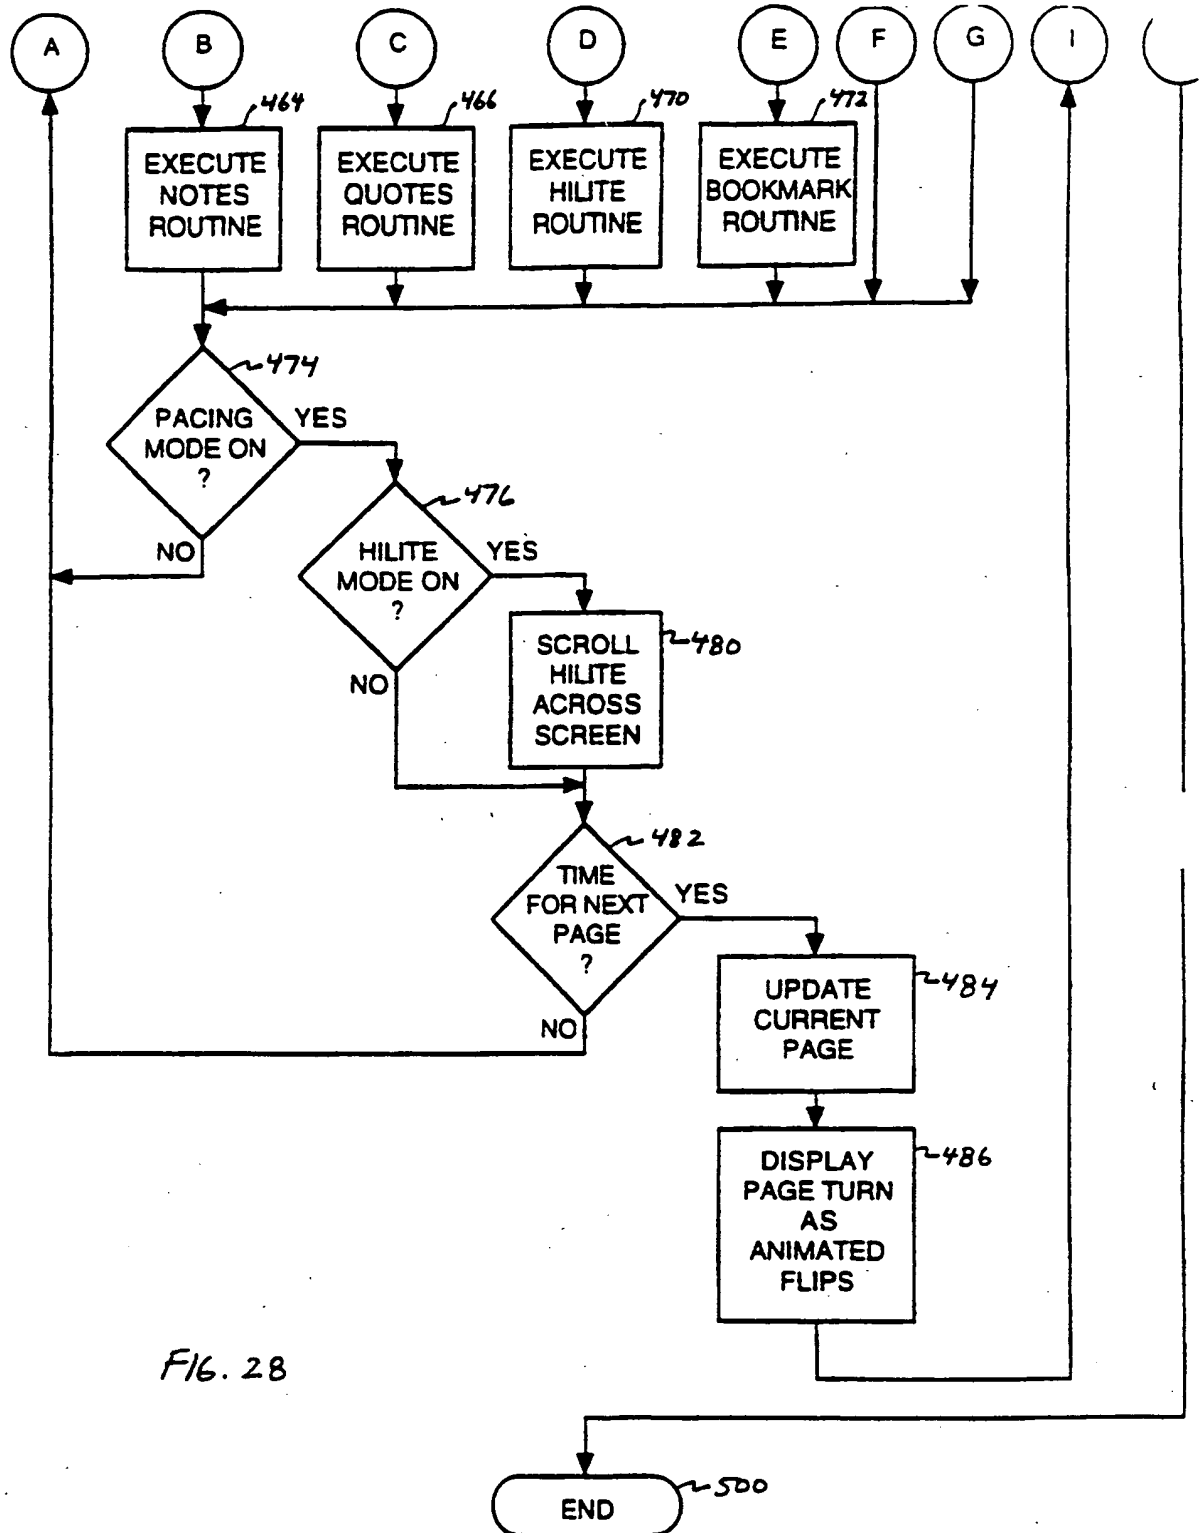 A B C D E F G I
464
466
470
472
EXECUTE
NOTES
ROUTINE
EXECUTE
QUOTES
ROUTINE
EXECUTE
HILITE
ROUTINE
EXECUTE
BOOKMARK
ROUTINE
474
PACING
MODE ON
?
YES
NO
476
HILITE
MODE ON
?
YES
NO
480
SCROLL
HILITE
ACROSS
SCREEN
482
TIME
FOR NEXT
PAGE
?
YES
NO
484
UPDATE
CURRENT
PAGE
486
DISPLAY
PAGE TURN
AS
ANIMATED
FLIPS
FIG. 28
500
END